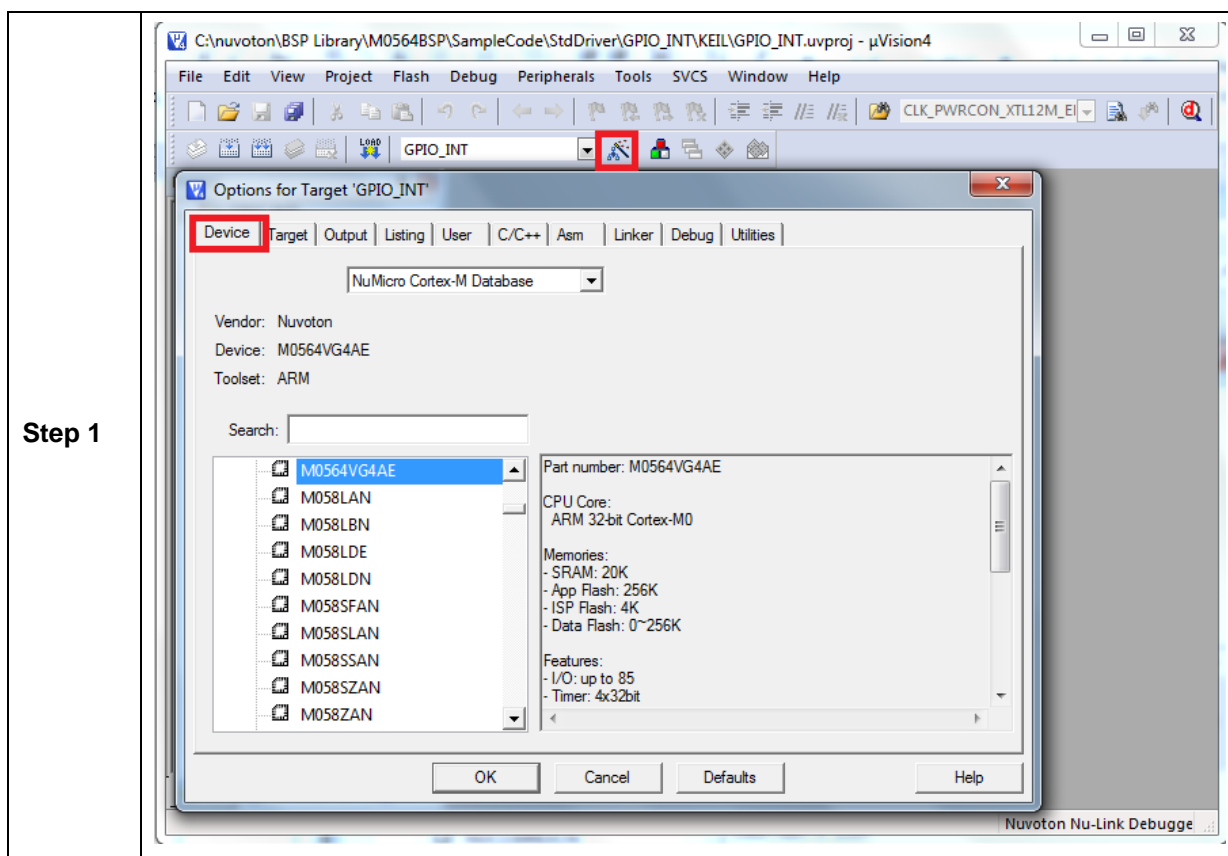 Step 1
C:\nuvoton\BSP Library\M0564BSP\SampleCode\StdDriver\GPIO_INT\KEIL\GPIO_INT.uvproj - µVision4
File Edit View Project Flash Debug Peripherals Tools SVCS Window Help
CLK_PWRCON_XTL12M_EI
LOAD GPIO_INT
Options for Target 'GPIO_INT'
Device Target Output Listing User C/C++ Asm Linker Debug Utilities
NuMicro Cortex-M Database
Vendor: Nuvoton
Device: M0564VG4AE
Toolset: ARM
Search:
M0564VG4AE
M058LAN
M058LBN
M058LDE
M058LDN
M058SFAN
M058SLAN
M058SSAN
M058SZAN
M058ZAN
Part number: M0564VG4AE
CPU Core:
ARM 32-bit Cortex-M0
Memories:
- SRAM: 20K
- App Flash: 256K
- ISP Flash: 4K
- Data Flash: 0~256K
Features:
- I/O: up to 85
- Timer: 4x32bit
OK Cancel Defaults Help
Nuvoton Nu-Link Debugge